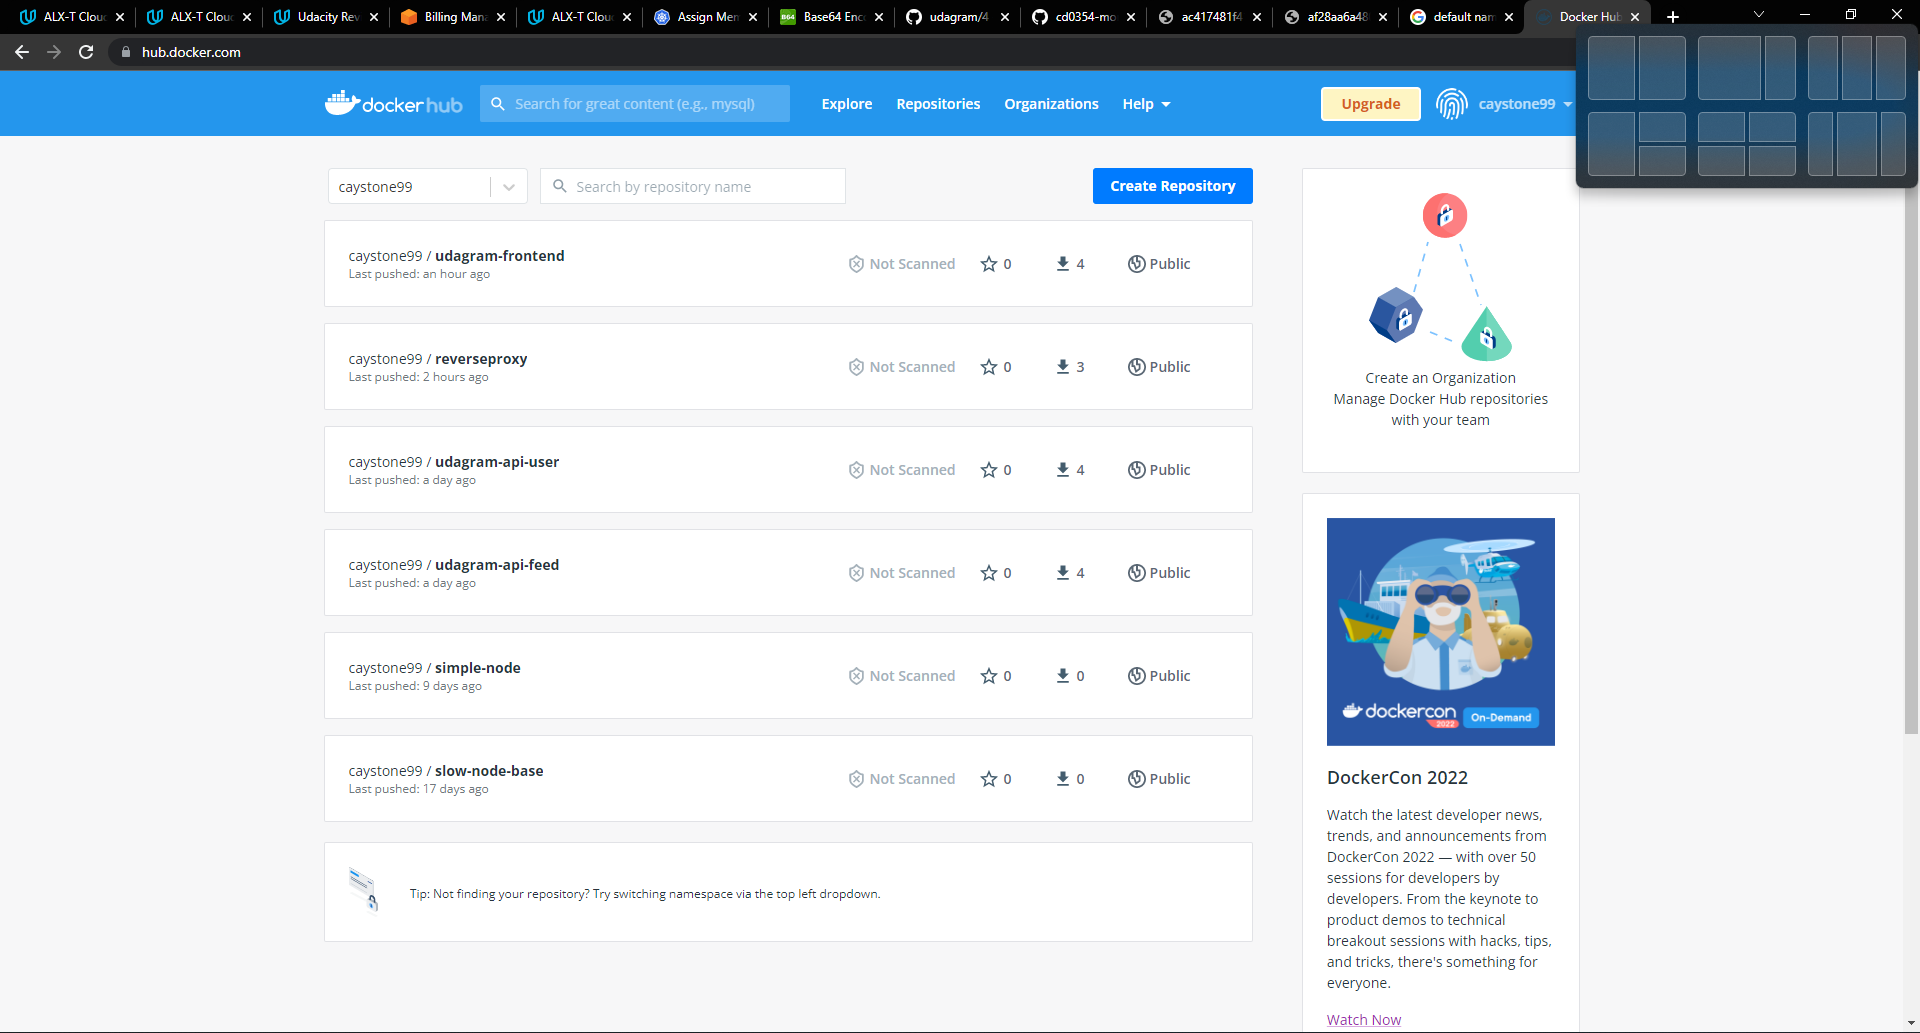 ALX-T Cloud
ALX-T Cloud
Udacity Rev
Billing Mana
ALX-T Cloud
Assign Mem
Base64 Enc
udagram/4
cd0354-mo
ac417481f4
af28aa6a48
default nam
Docker Hub
hub.docker.com
docker hub
Search for great content (e.g., mysql)
Explore
Repositories
Organizations
Help
Upgrade
caystone99
caystone99
Search by repository name
Create Repository
caystone99 / udagram-frontend
Last pushed: an hour ago
Not Scanned
0
4
Public
caystone99 / reverseproxy
Last pushed: 2 hours ago
Not Scanned
0
3
Public
caystone99 / udagram-api-user
Last pushed: a day ago
Not Scanned
0
4
Public
caystone99 / udagram-api-feed
Last pushed: a day ago
Not Scanned
0
4
Public
caystone99 / simple-node
Last pushed: 9 days ago
Not Scanned
0
0
Public
caystone99 / slow-node-base
Last pushed: 17 days ago
Not Scanned
0
0
Public
Tip: Not finding your repository? Try switching namespace via the top left dropdown.
Create an Organization
Manage Docker Hub repositories
with your team
dockercon
2022
On-Demand
DockerCon 2022
Watch the latest developer news,
trends, and announcements from
DockerCon 2022 — with over 50
sessions for developers by
developers. From the keynote to
product demos to technical
breakout sessions with hacks, tips,
and tricks, there's something for
everyone.
Watch Now